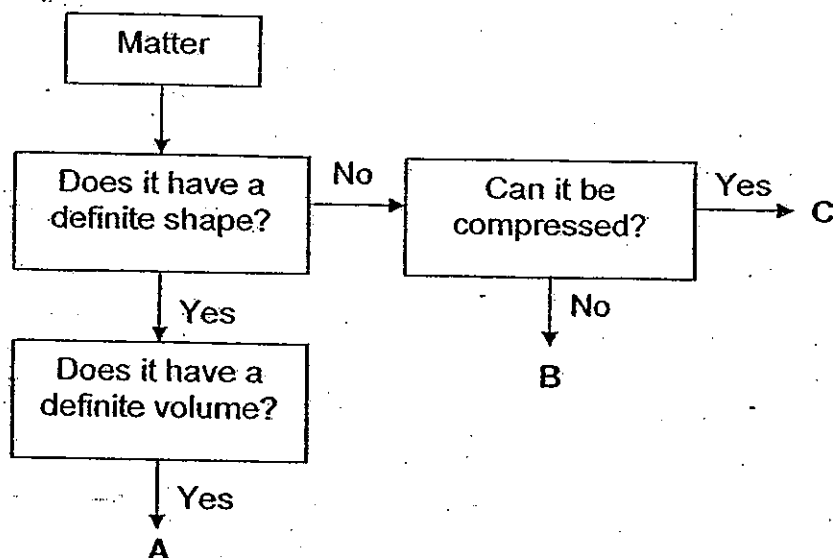 Matter
Does it have a
definite shape?
No
Can it be
compressed?
Yes
C
No
B
Yes
Does it have a
definite volume?
Yes
A